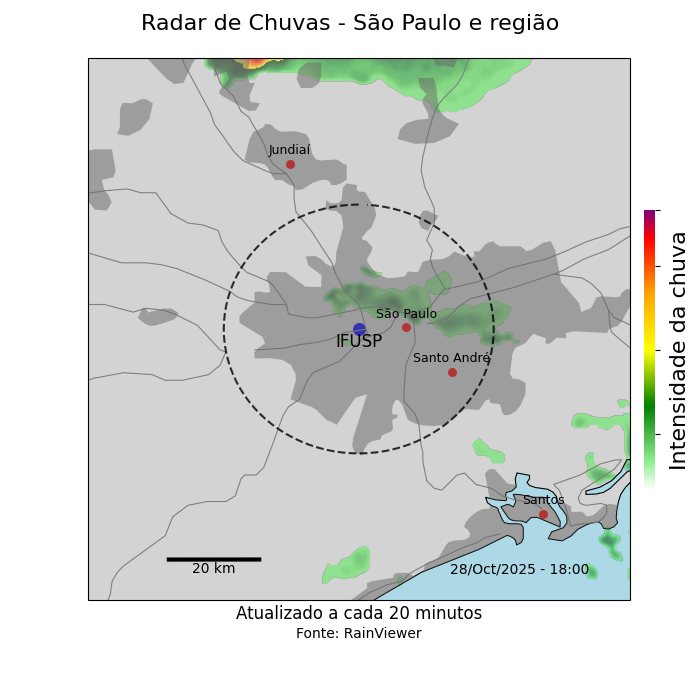 Radar de Chuvas - São Paulo e região
Jundiaí
São Paulo
IFUSP
Santo André
Santos
20 km
28/Oct/2025 - 18:00
Intensidade da chuva
Atualizado a cada 20 minutos
Fonte: RainViewer